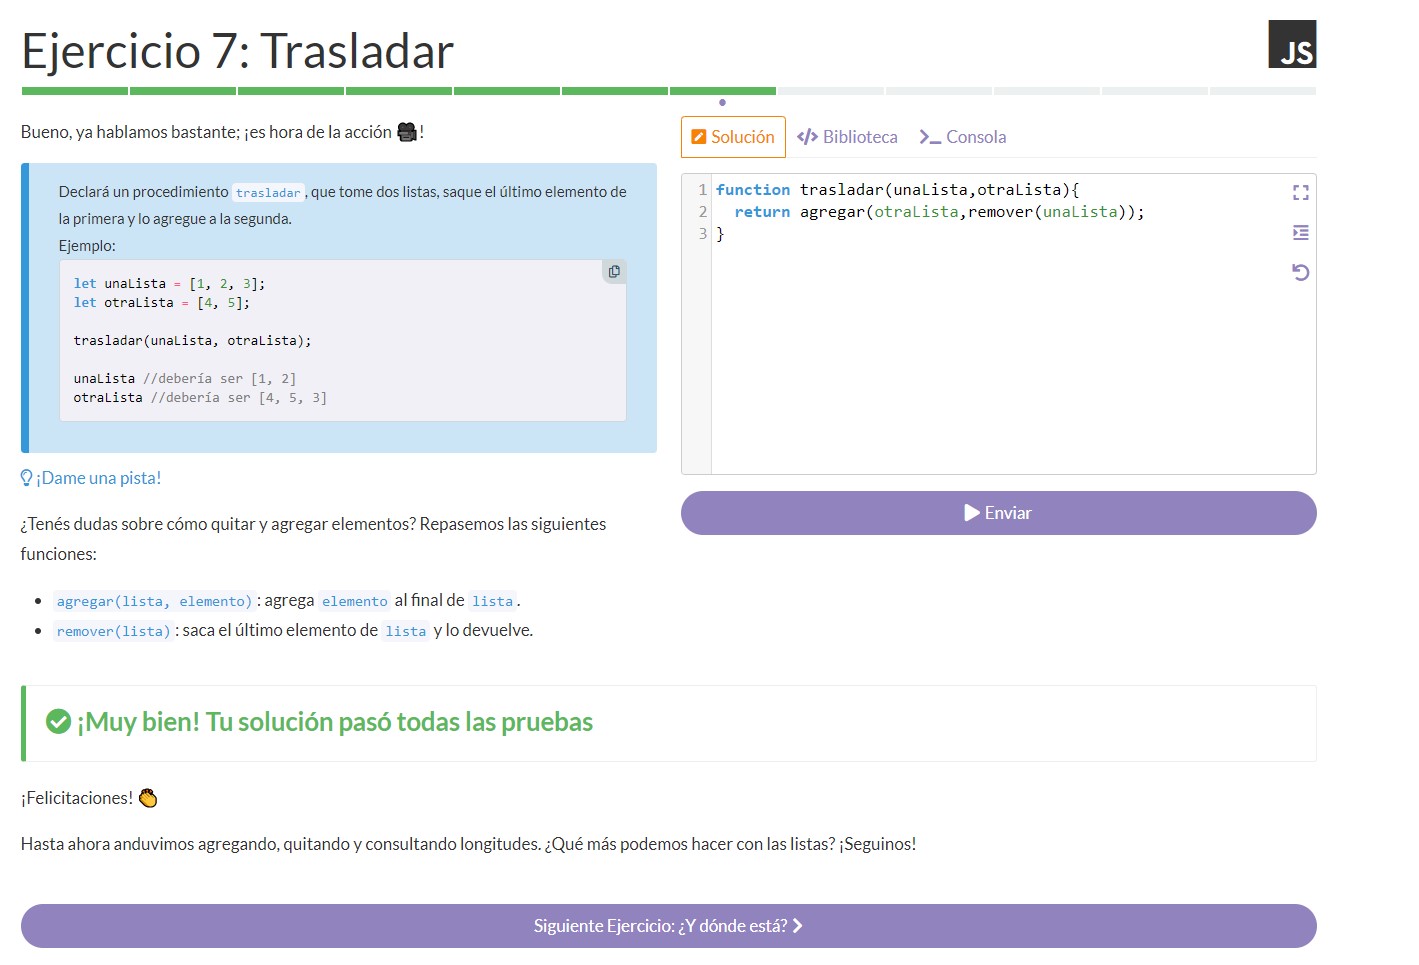 Ejercicio 7: Trasladar
JS
Bueno, ya hablamos bastante; ¡es hora de la acción 🎥!
Declará un procedimiento trasladar, que tome dos listas, saque el último elemento de
la primera y lo agregue a la segunda.
Ejemplo:
let unaLista = [1, 2, 3];
let otraLista = [4, 5];
trasladar(unaLista, otraLista);
unaLista //debería ser [1, 2]
otraLista //debería ser [4, 5, 3]
¡Dame una pista!
¿Tenés dudas sobre cómo quitar y agregar elementos? Repasemos las siguientes
funciones:
• agregar(lista, elemento): agrega elemento al final de lista.
• remover(lista): saca el último elemento de lista y lo devuelve.
Solución </> Biblioteca >_ Consola
1 function trasladar(unaLista,otraLista){
2 return agregar(otraLista,remover(unaLista));
3 }
Enviar
¡Muy bien! Tu solución pasó todas las pruebas
¡Felicitaciones! 👏
Hasta ahora anduvimos agregando, quitando y consultando longitudes. ¿Qué más podemos hacer con las listas? ¡Seguinos!
Siguiente Ejercicio: ¿Y dónde está?